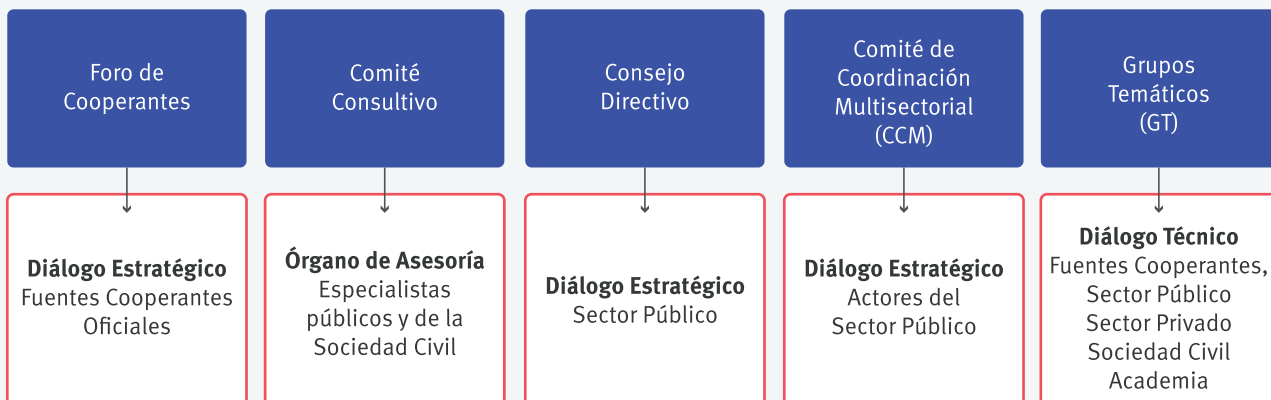 Foro de
Cooperantes
Comité
Consultivo
Consejo
Directivo
Comité de
Coordinación
Multisectorial
(CCM)
Grupos
Temáticos
(GT)
Diálogo Estratégico
Fuentes Cooperantes
Oficiales
Órgano de Asesoría
Especialistas
públicos y de la
Sociedad Civil
Diálogo Estratégico
Sector Público
Diálogo Estratégico
Actores del
Sector Público
Diálogo Técnico
Fuentes Cooperantes,
Sector Público
Sector Privado
Sociedad Civil
Academia